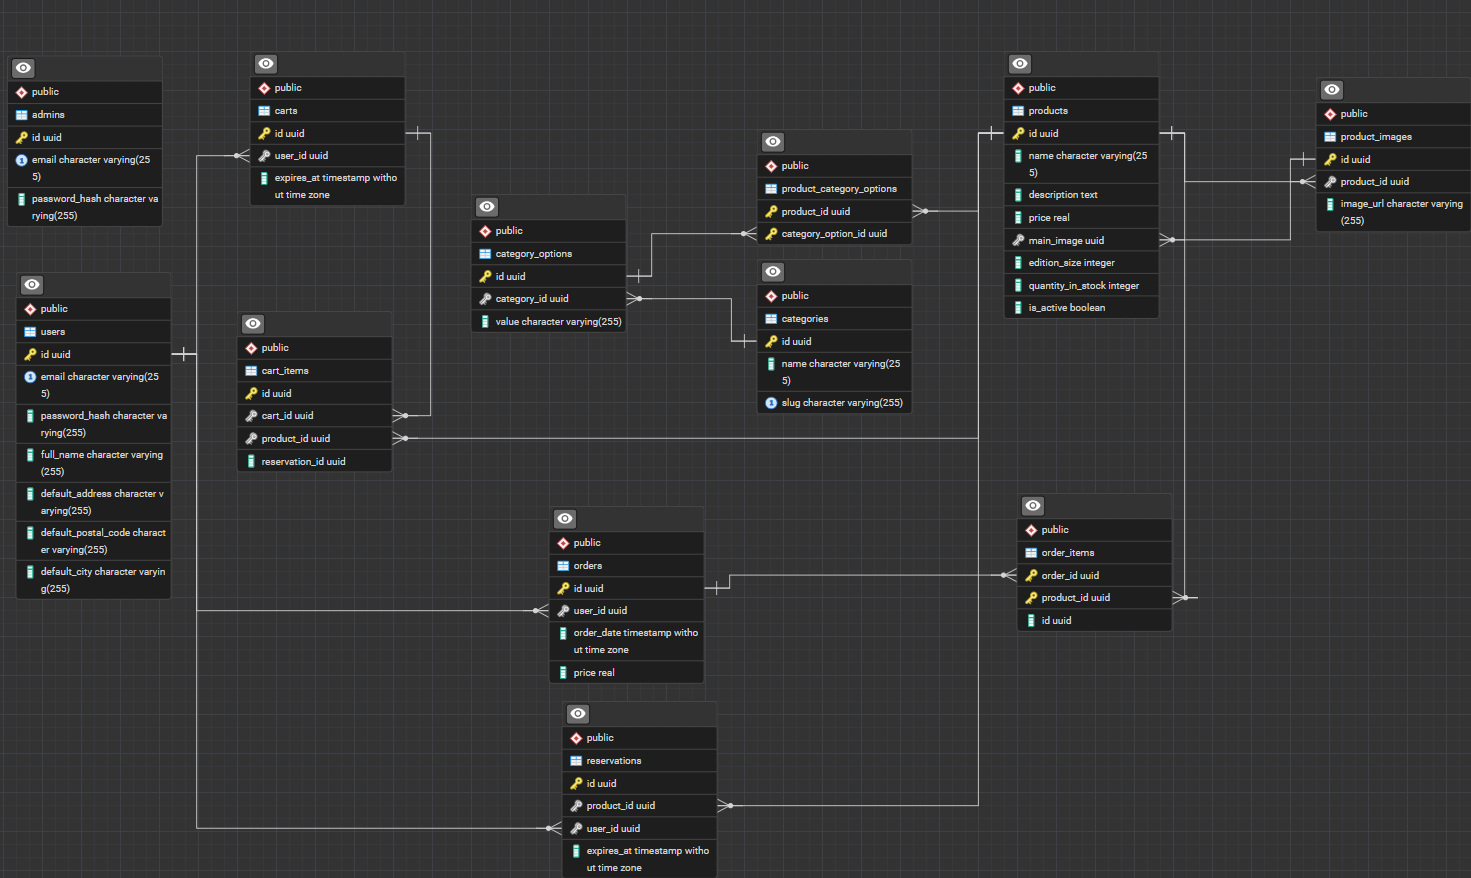 public
admins
id uuid
email character varying(25
5)
password_hash character va
rying(255)
public
carts
id uuid
user_id uuid
expires_at timestamp witho
ut time zone
public
users
id uuid
email character varying(25
5)
password_hash character va
rying(255)
full_name character varying
(255)
default_address character v
arying(255)
default_postal_code charact
er varying(255)
default_city character varyin
g(255)
public
cart_items
id uuid
cart_id uuid
product_id uuid
reservation_id uuid
public
category_options
id uuid
category_id uuid
value character varying(255)
public
product_category_options
product_id uuid
category_option_id uuid
public
categories
id uuid
name character varying(25
5)
slug character varying(255)
public
products
id uuid
name character varying(25
5)
description text
price real
main_image uuid
edition_size integer
quantity_in_stock integer
is_active boolean
public
product_images
id uuid
product_id uuid
image_url character varying
(255)
public
orders
id uuid
user_id uuid
order_date timestamp witho
ut time zone
price real
public
order_items
order_id uuid
product_id uuid
id uuid
public
reservations
id uuid
product_id uuid
user_id uuid
expires_at timestamp witho
ut time zone